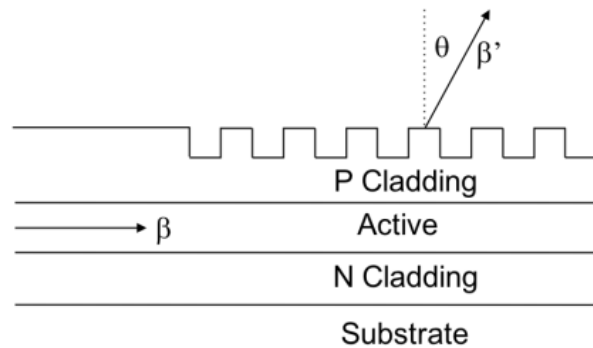 θ
β'
P Cladding
β
Active
N Cladding
Substrate